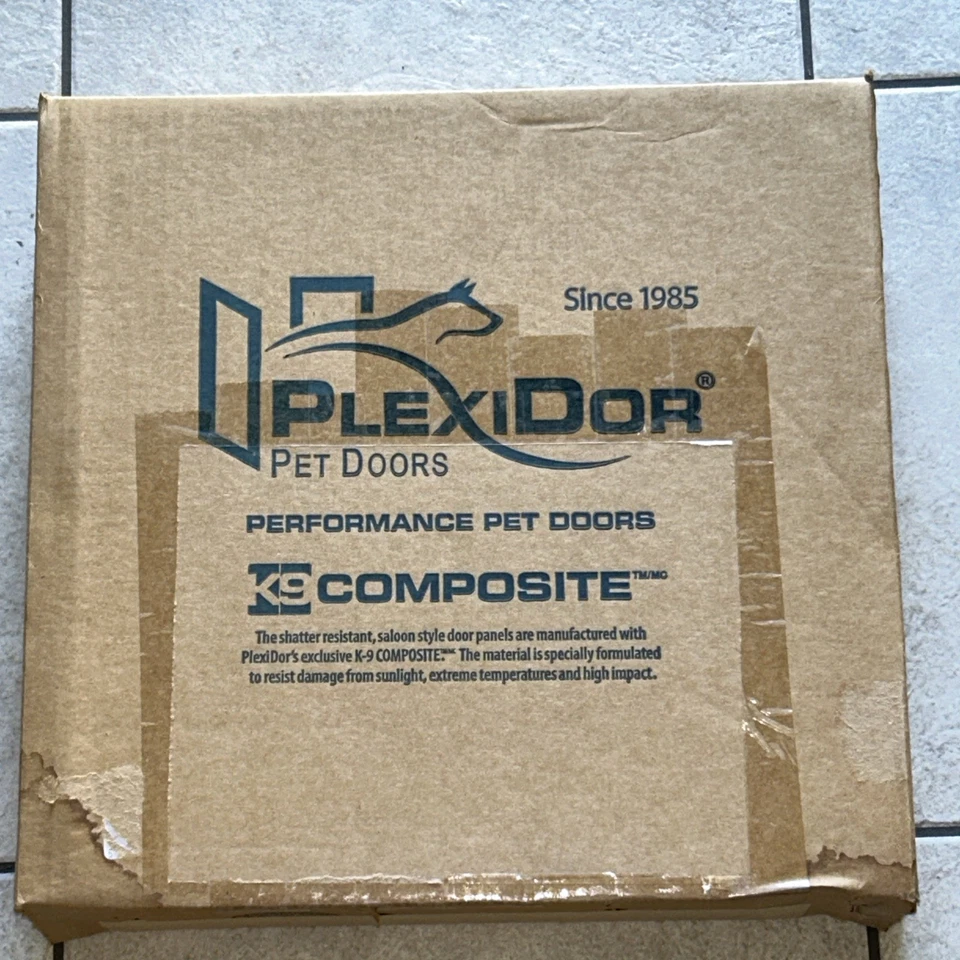 Since 1985
PLEXIDOR®
PET DOORS
PERFORMANCE PET DOORS
K9 COMPOSITE™/MC
The shatter resistant, saloon style door panels are manufactured with
PlexiDor's exclusive K-9 COMPOSITE.™/MC The material is specially formulated
to resist damage from sunlight, extreme temperatures and high impact.